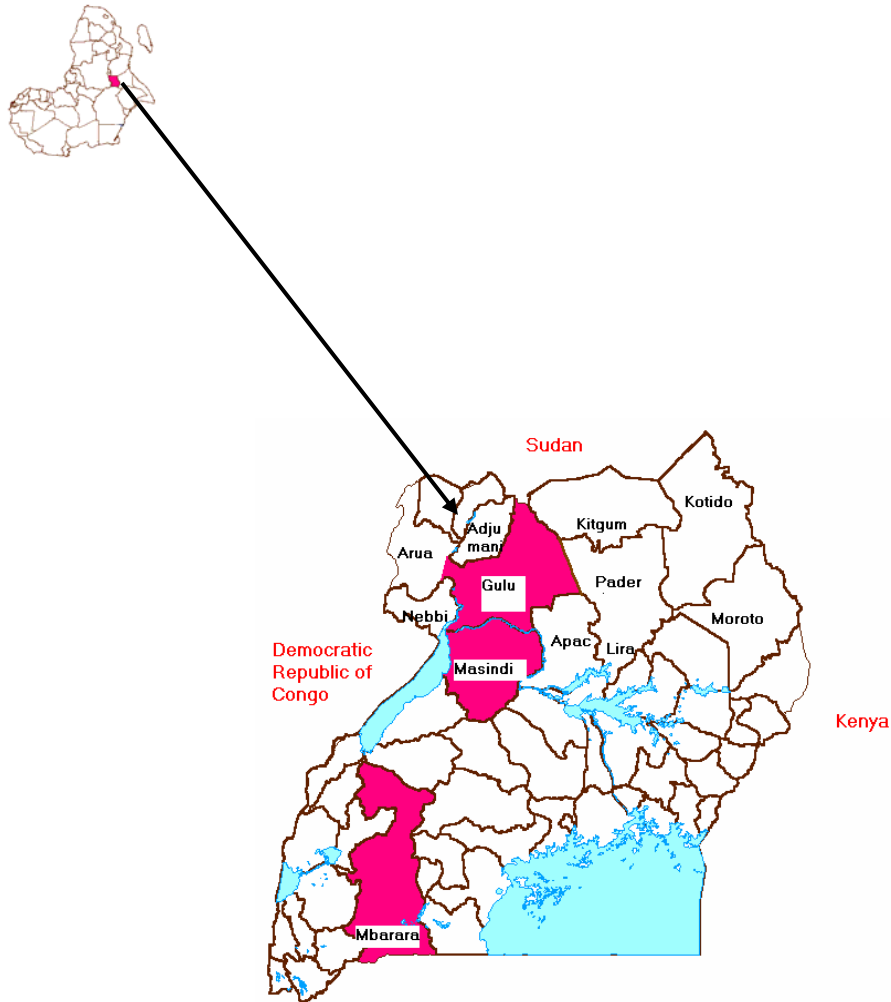 Sudan
Kotido
Adju
mani
Kitgum
Arua
Gulu
Pader
Nebbi
Moroto
Apac
Lira
Democratic
Republic of
Congo
Masindi
Kenya
Mbarara